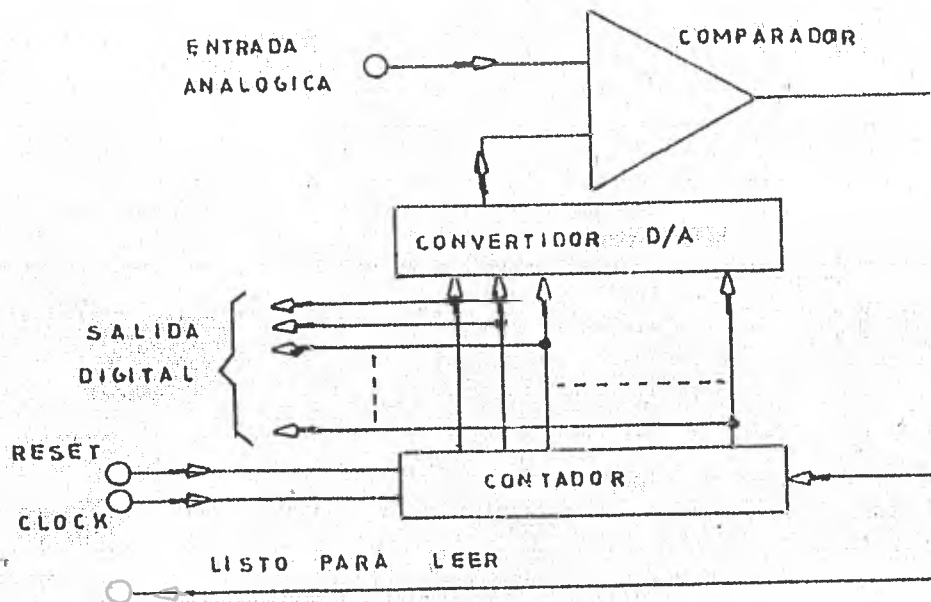 ENTRADA
ANALOGICA
COMPARADOR
CONVERTIDOR D/A
SALIDA
DIGITAL
RESET
CONTADOR
CLOCK
LISTO PARA LEER